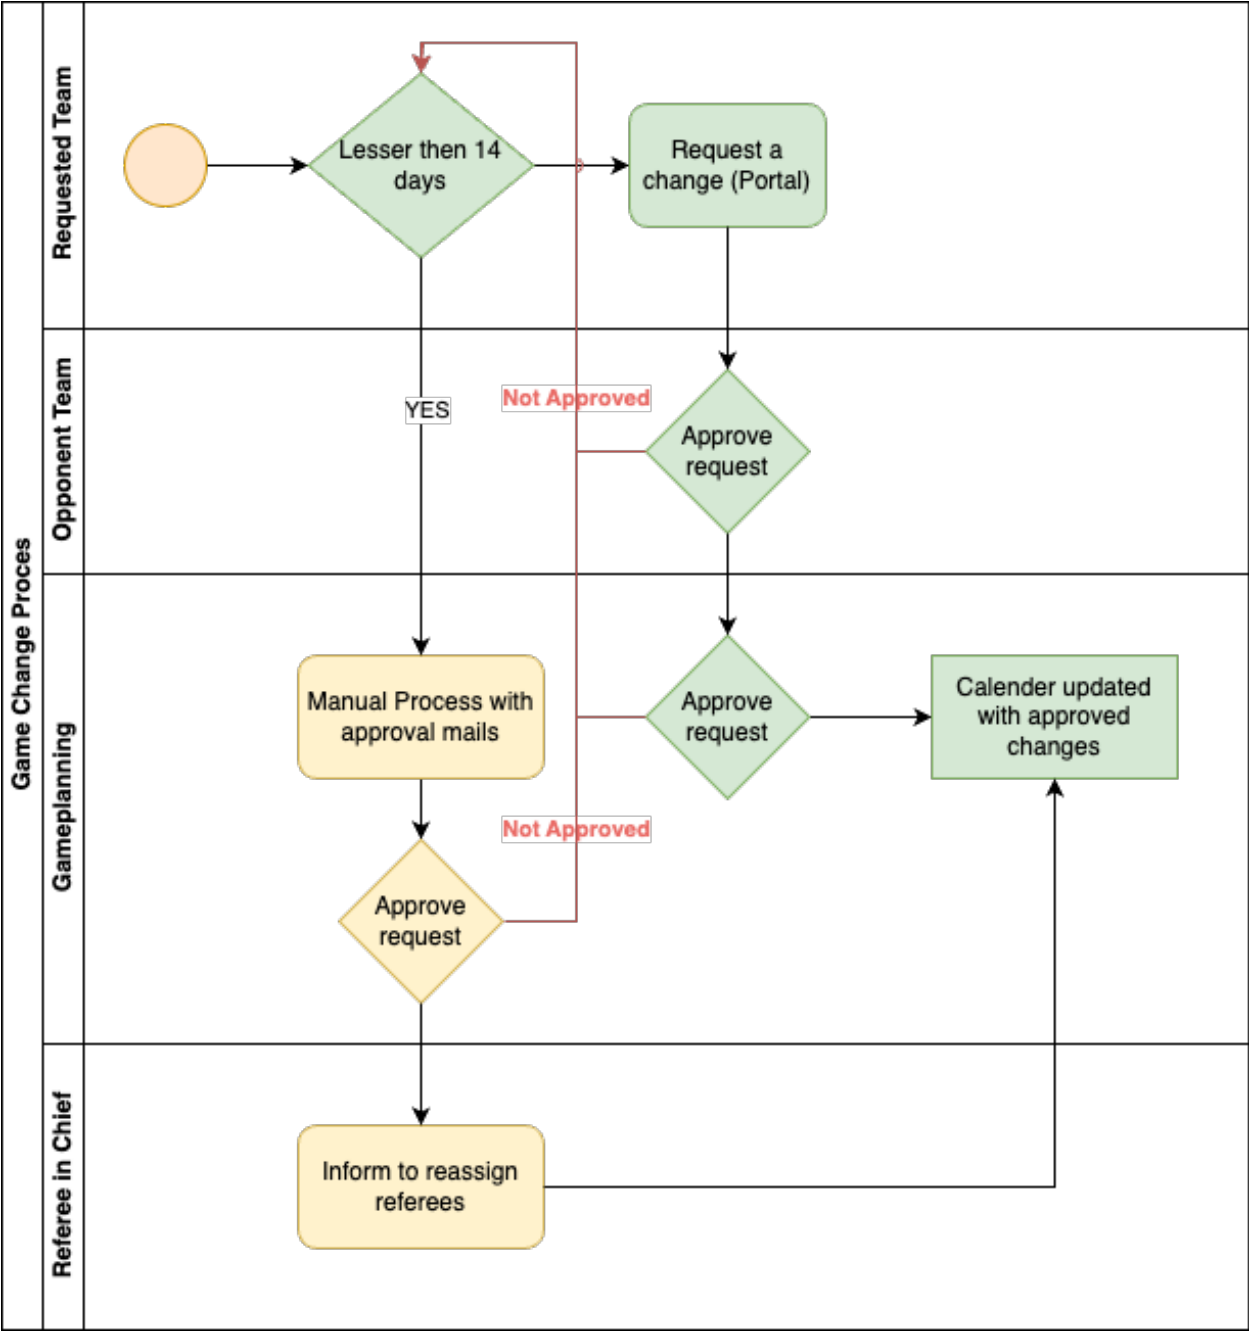 Game Change Proces
Requested Team
Lesser then 14
days
Request a
change (Portal)
Opponent Team
YES
Not Approved
Approve
request
Gameplanning
Manual Process with
approval mails
Approve
request
Calender updated
with approved
changes
Not Approved
Approve
request
Referee in Chief
Inform to reassign
referees